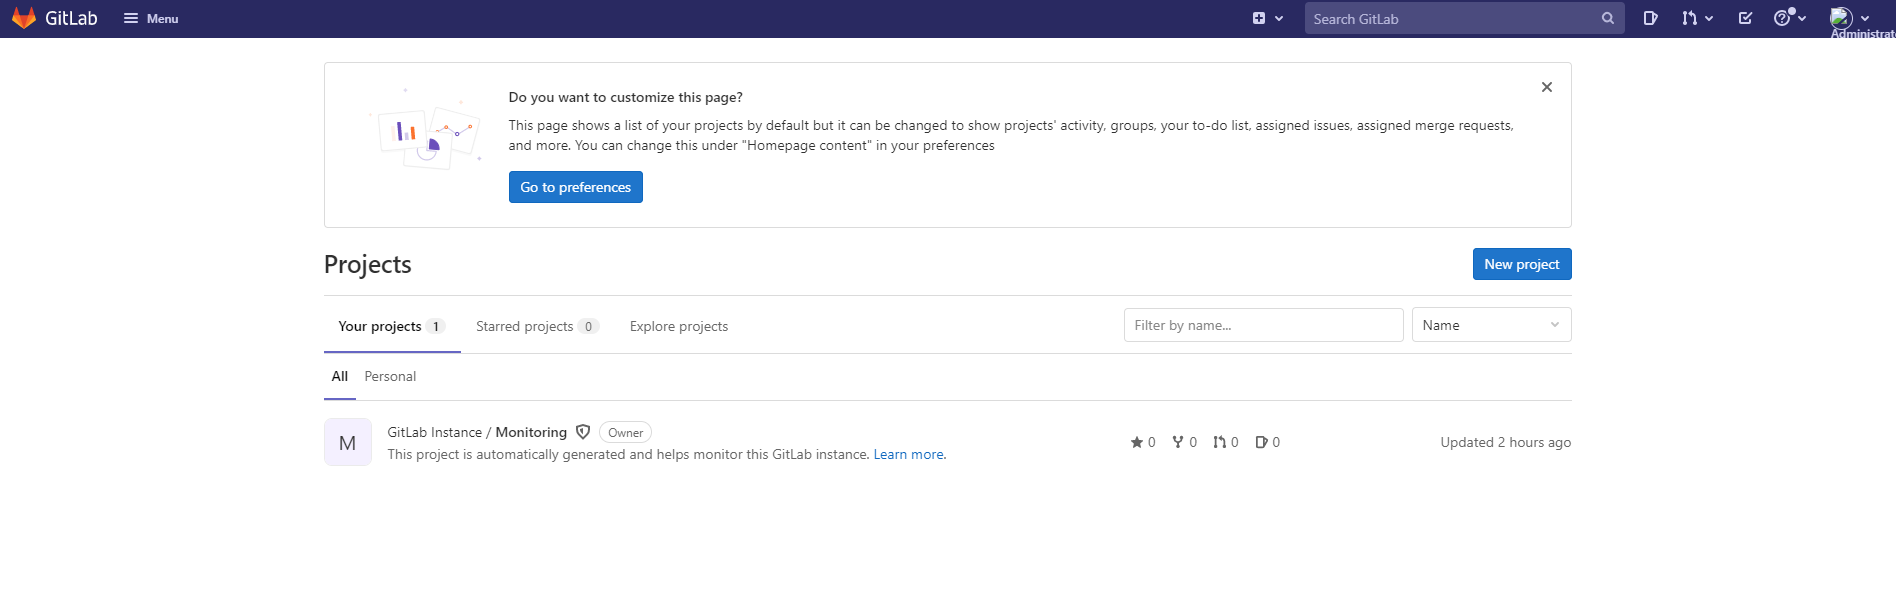 GitLab Menu Search GitLab
Administrat
Do you want to customize this page?
This page shows a list of your projects by default but it can be changed to show projects' activity, groups, your to-do list, assigned issues, assigned merge requests,
and more. You can change this under "Homepage content" in your preferences
Go to preferences
Projects New project
Your projects 1 Starred projects 0 Explore projects Filter by name... Name
All Personal
M
GitLab Instance / Monitoring Owner
This project is automatically generated and helps monitor this GitLab instance. Learn more.
0 0 0 0 Updated 2 hours ago